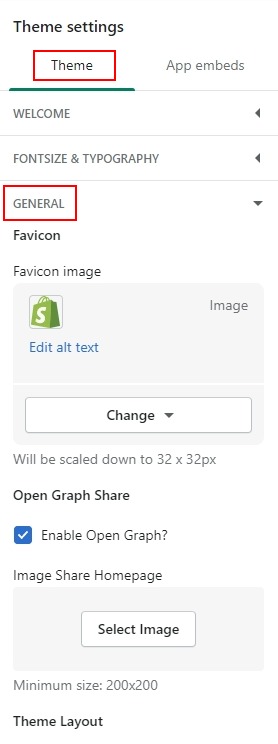 Theme settings
Theme App embeds
WELCOME
FONTSIZE & TYPOGRAPHY
GENERAL
Favicon
Favicon image
Image
Edit alt text
Change
Will be scaled down to 32 x 32px
Open Graph Share
Enable Open Graph?
Image Share Homepage
Select Image
Minimum size: 200x200
Theme Layout